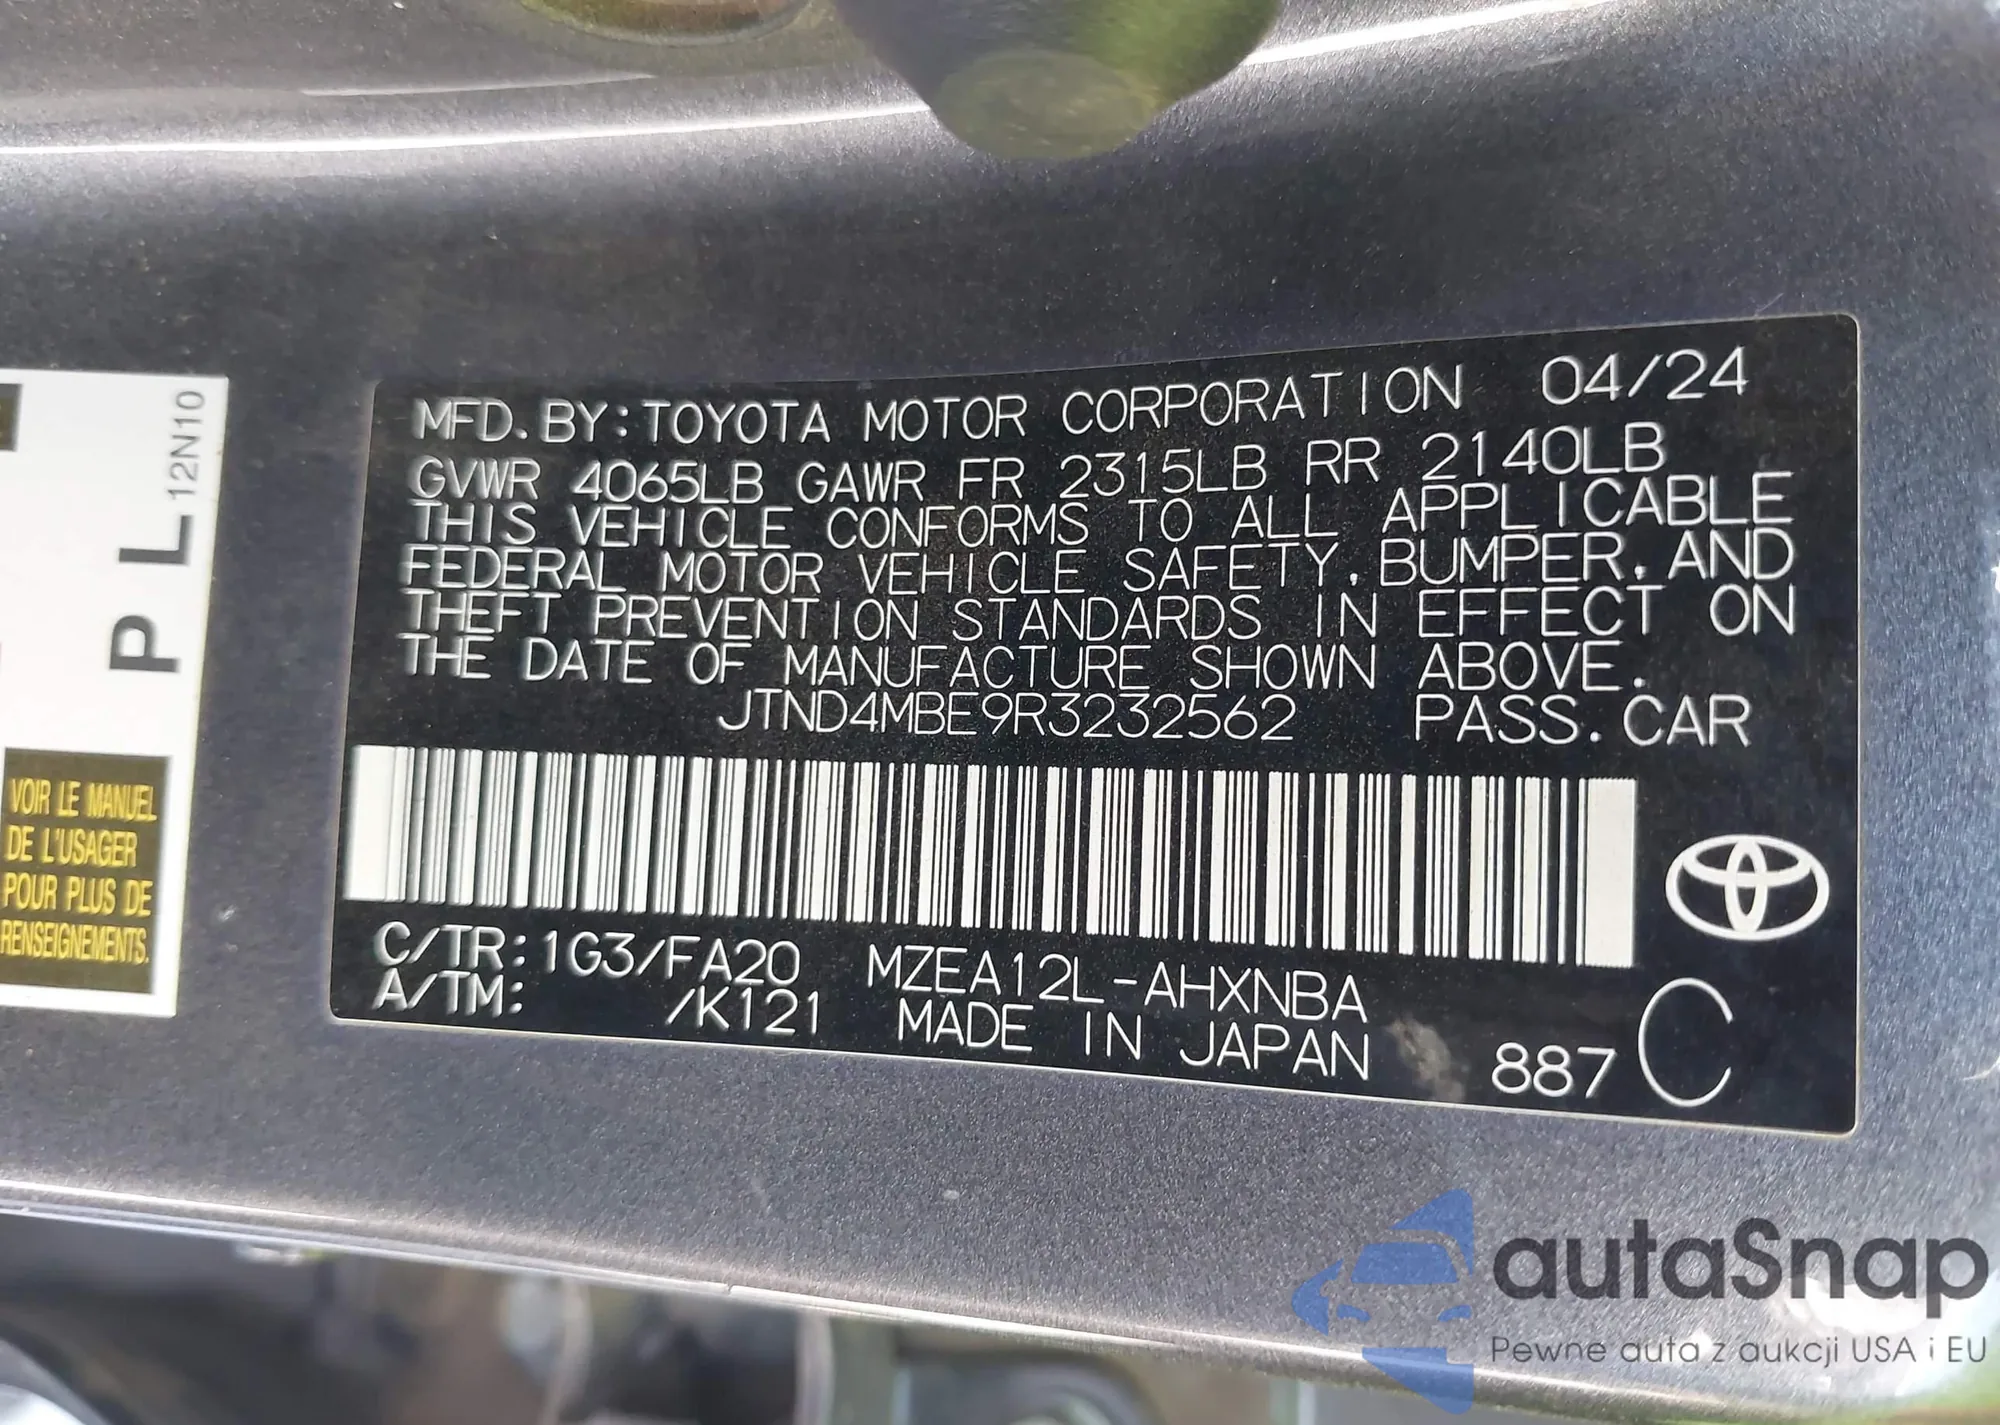 MFD.BY:TOYOTA MOTOR CORPORATION 04/24
GVWR 4065LB GAWR FR 2315LB RR 2140LB
THIS VEHICLE CONFORMS TO ALL APPLICABLE
FEDERAL MOTOR VEHICLE SAFETY, BUMPER, AND
THEFT PREVENTION STANDARDS IN EFFECT ON
THE DATE OF MANUFACTURE SHOWN ABOVE.
JTND4MBE9R3232562 PASS.CAR
C/TR:1G3/FA20 MZEA12L-AHXNBA
A/TM: /K121 MADE IN JAPAN 887 C
P L 12N10
VOIR LE MANUEL
DE L'USAGER
POUR PLUS DE
RENSEIGNEMENTS.
autaSnap
Pewne auta z aukcji USA i EU